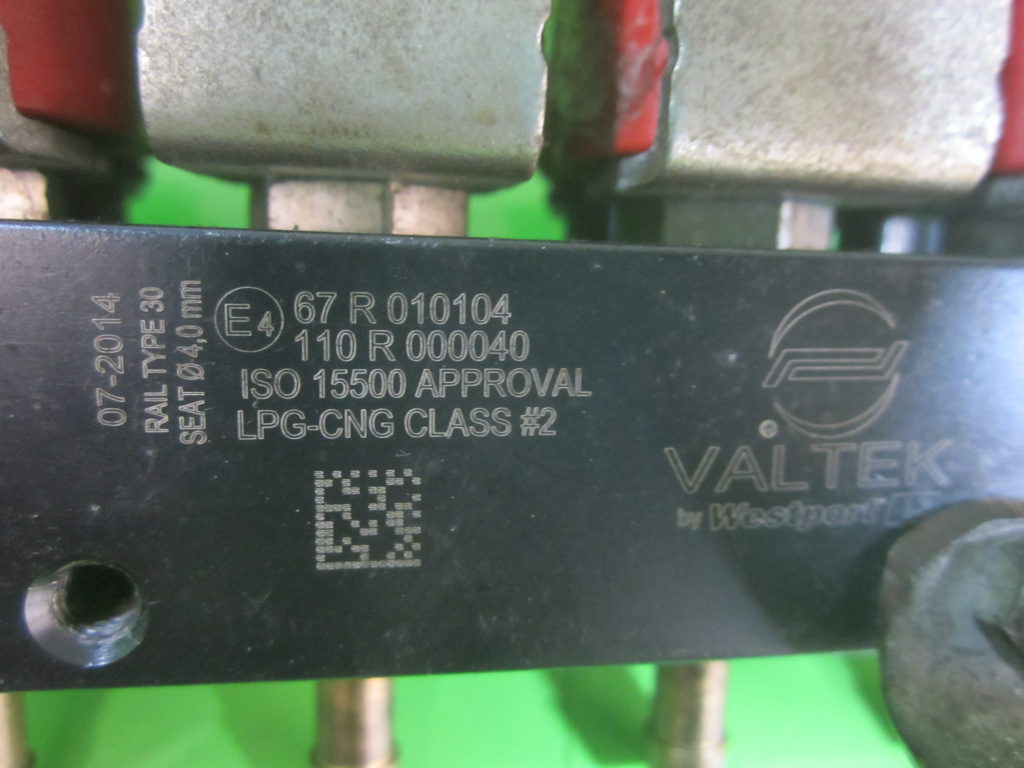 07-2014
RAIL TYPE 30
SEAT Ø 4,0 mm
E4
67 R 010104
110 R 000040
ISO 15500 APPROVAL
LPG-CNG CLASS #2
VALTEK
by Westport